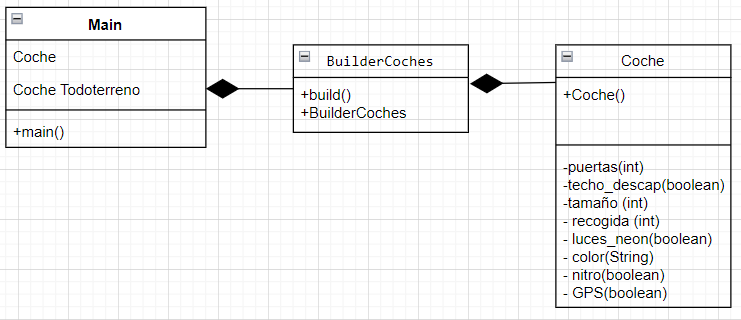 Main
Coche
Coche Todoterreno
+main()
BuilderCoches
+build()
+BuilderCoches
Coche
+Coche()
-puertas(int)
-techo_descap(boolean)
-tamaño (int)
- recogida (int)
- luces_neon(boolean)
- color(String)
- nitro(boolean)
- GPS(boolean)